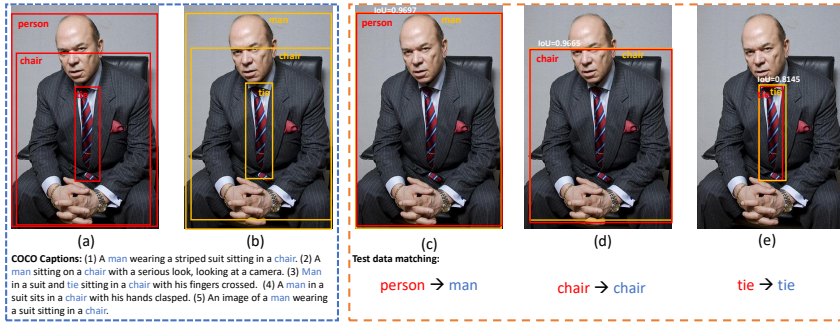 person
chair
tie
man
chair
tie
IoU=0.9697
person
man
IoU=0.9665
chair
chair
IoU=0.8145
tie
(a)
(b)
(c)
(d)
(e)
COCO Captions: (1) A man wearing a striped suit sitting in a chair. (2) A
man sitting on a chair with a serious look, looking at a camera. (3) Man
in a suit and tie sitting in a chair with his fingers crossed. (4) A man in a
suit sits in a chair with his hands clasped. (5) An image of a man wearing
a suit sitting in a chair.
Test data matching:
person → man
chair → chair
tie → tie